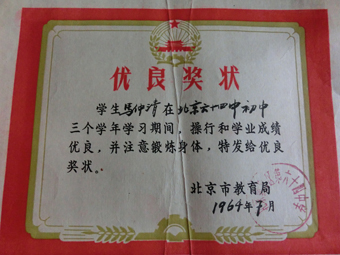 优良奖状
学生马仲清在北京六十四中初中
三个学年学习期间，操行和学业成绩
优良，并注意锻炼身体，特发给优良
奖状。
北京市教育局
1964年7月